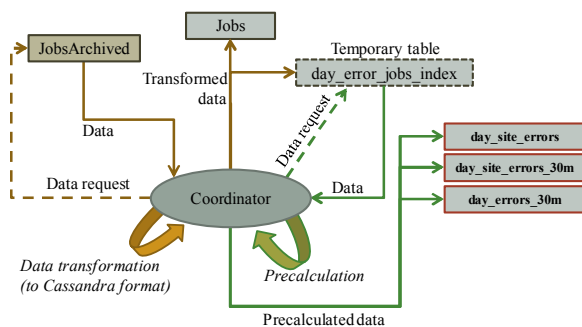 Jobs
JobsArchived
Temporary table
day_error_jobs_index
Transformed
data
Data
Data request
day_site_errors
day_site_errors_30m
day_errors_30m
Data request
Data
Coordinator
Data transformation
(to Cassandra format)
Precalculation
Precalculated data